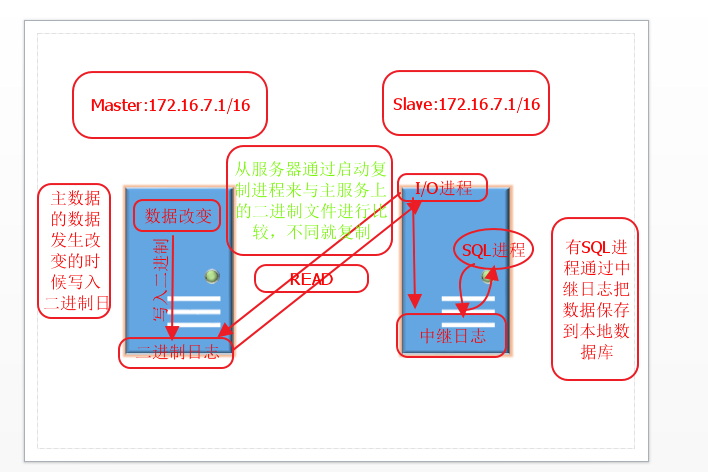 Master:172.16.7.1/16
Slave:172.16.7.1/16
主数据
的数据
发生改
变的时
候写入
二进制日
数据改变
写入二进制
二进制日志
从服务器通过启动复
制进程来与主服务上
的二进制文件进行比
较，不同就复制
READ
I/O进程
SQL进程
中继日志
有SQL进
程通过中
继日志把
数据保存
到本地数
据库